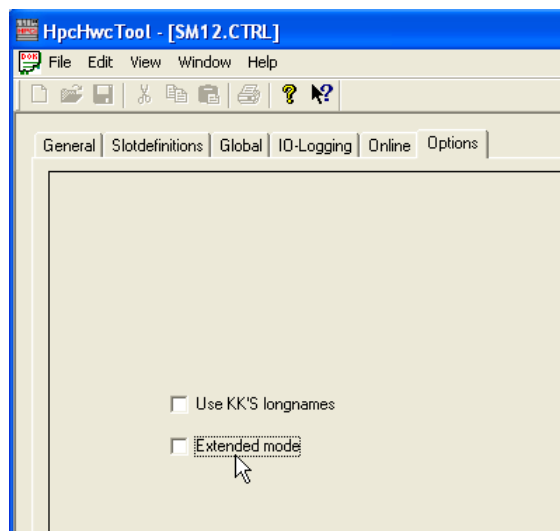 HpcHwcTool - [SM12.CTRL]
File Edit View Window Help
General Slotdefinitions Global IO-Logging Online Options
Use KK'S longnames
Extended mode